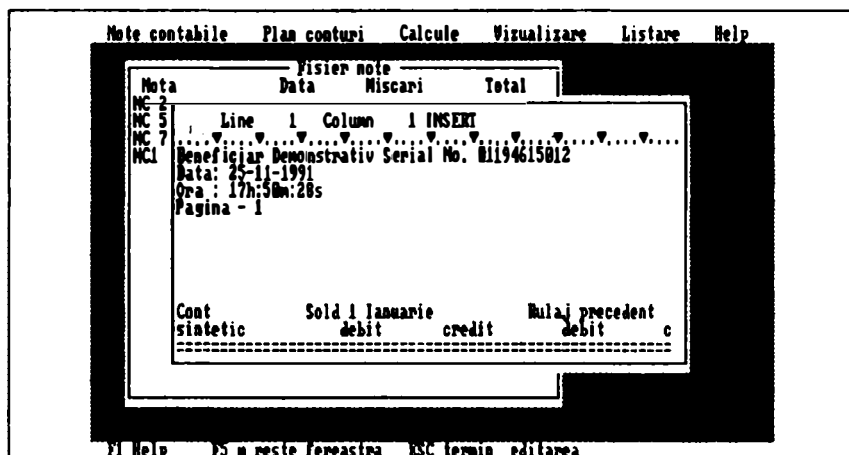 Note contabile Plan conturi Calcule Vizualizare Listare Help
Fisier note
Nota Data Miscari Total
NC 2
NC 5
NC 7
NC1
Line 1 Column 1 INSERT
Beneficiar Demonstrativ Serial No. 01194615012
Data: 25-11-1991
Ora : 17h:50m:28s
Pagina - 1
Cont Sold 1 Ianuarie Rulaj precedent
sintetic debit credit debit c
F1 Help F5 m reste fereastra ESC termin editarea